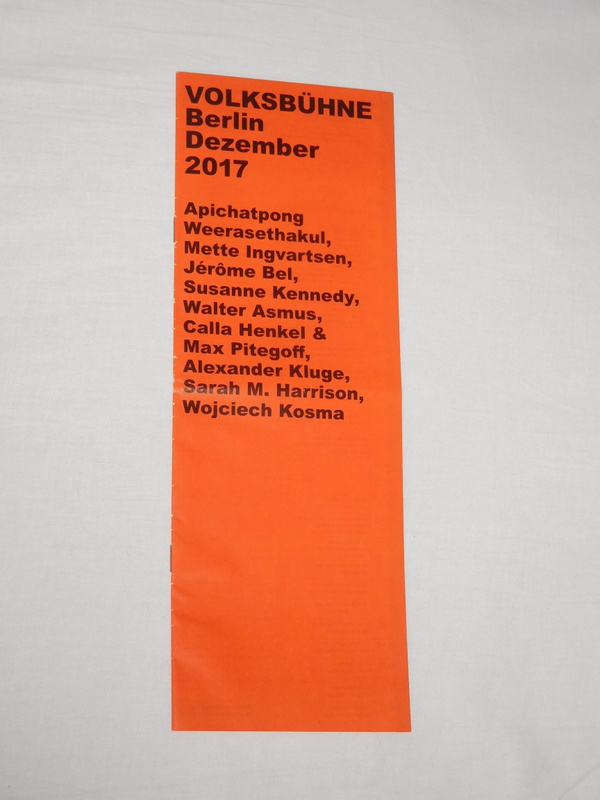 VOLKSBÜHNE
Berlin
Dezember
2017
Apichatpong
Weerasethakul,
Mette Ingvartsen,
Jérôme Bel,
Susanne Kennedy,
Walter Asmus,
Calla Henkel &
Max Pitegoff,
Alexander Kluge,
Sarah M. Harrison,
Wojciech Kosma